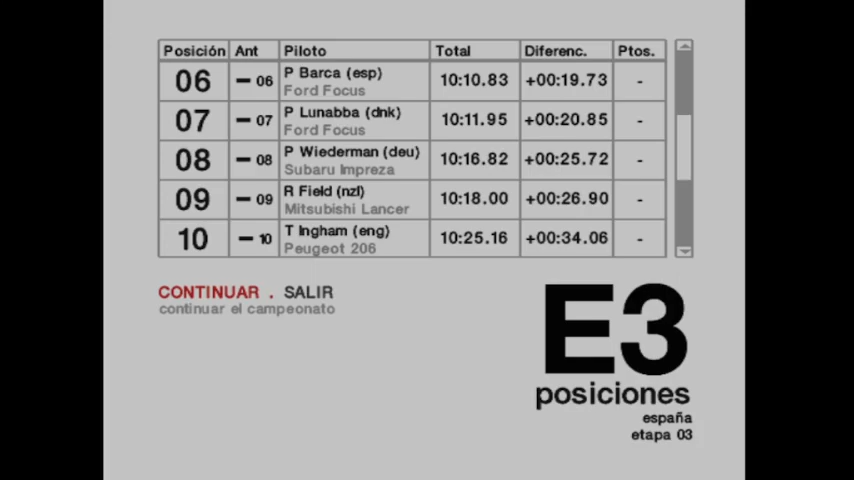 Posición Ant Piloto Total Diferenc. Ptos.
06 – 06 P Barca (esp) 10:10.83 +00:19.73 -
Ford Focus
07 – 07 P Lunabba (dnk) 10:11.95 +00:20.85 -
Ford Focus
08 – 08 P Wiederman (deu) 10:16.82 +00:25.72 -
Subaru Impreza
09 – 09 R Field (nzl) 10:18.00 +00:26.90 -
Mitsubishi Lancer
10 – 10 T Ingham (eng) 10:25.16 +00:34.06 -
Peugeot 206
CONTINUAR . SALIR
continuar el campeonato
E3
posiciones
españa
etapa 03